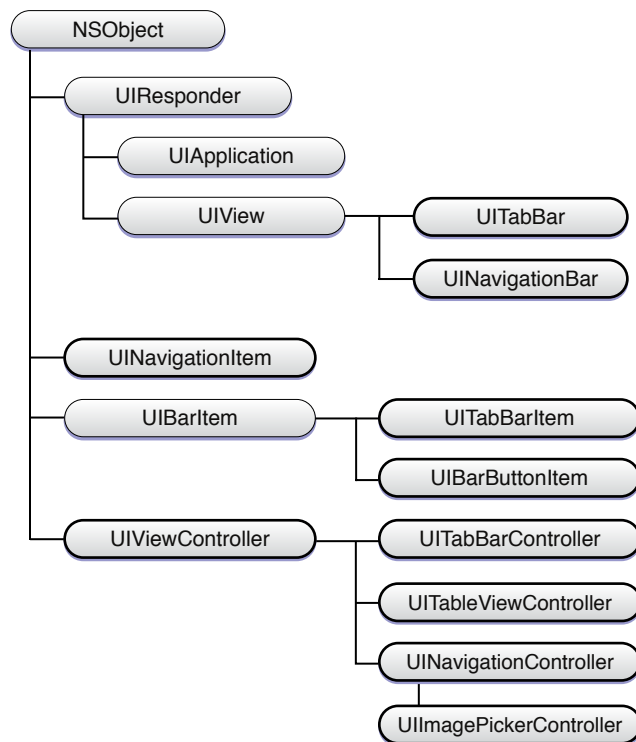 NSObject
UIResponder
UIApplication
UIView
UITabBar
UINavigationBar
UINavigationItem
UIBarItem
UITabBarItem
UIBarButtonItem
UIViewController
UITabBarController
UITableViewController
UINavigationController
UIImagePickerController